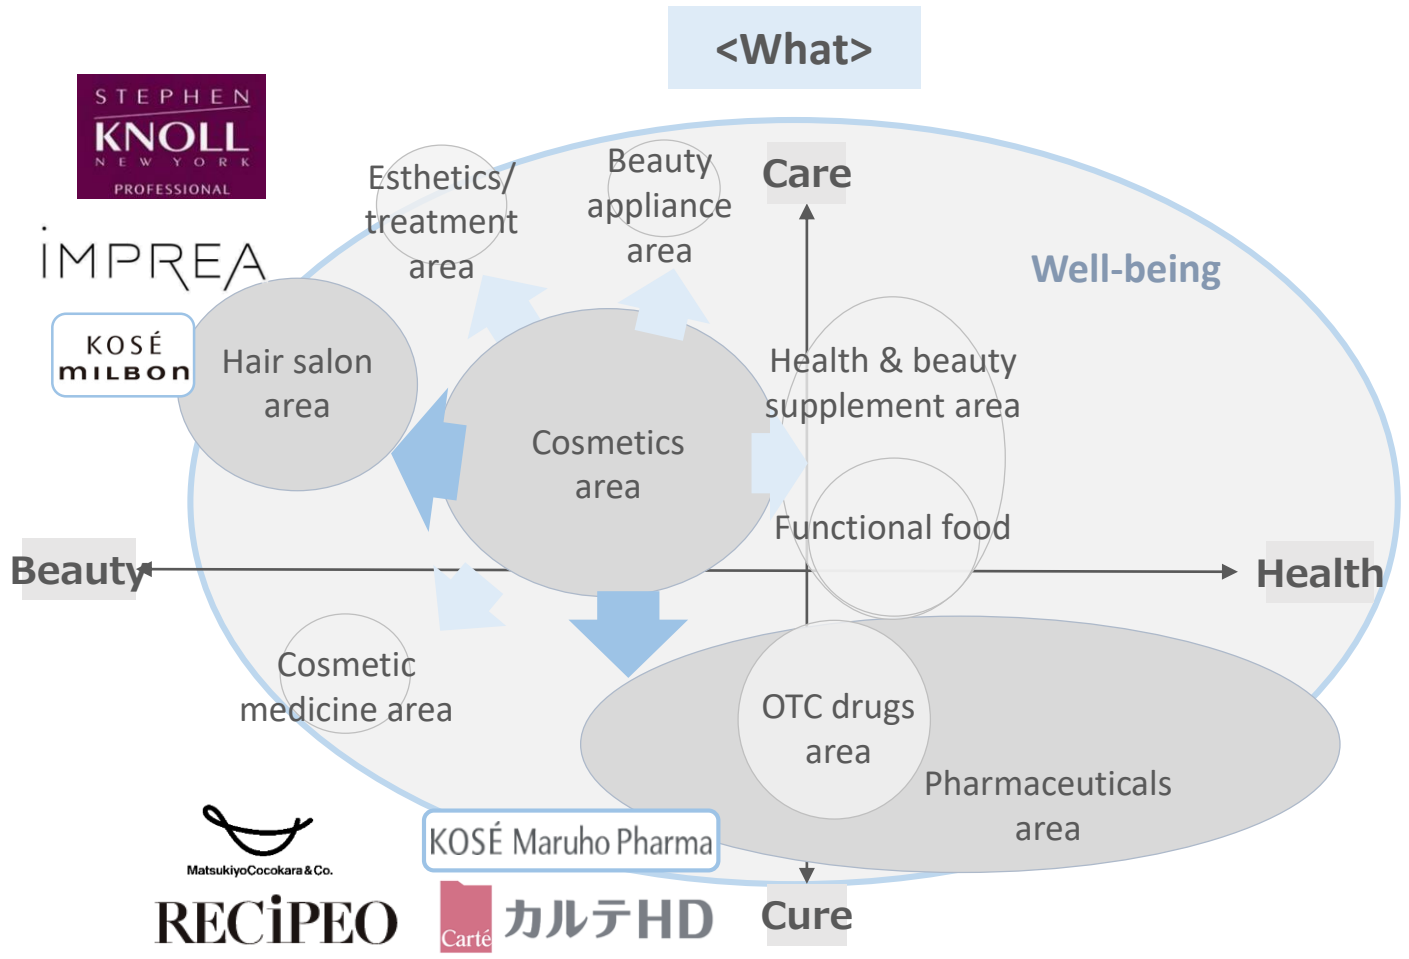 <What>
STEPHEN
KNOLL
NEW YORK
PROFESSIONAL
Esthetics/
treatment
area
Beauty
appliance
area
Care
iMPREA
Well-being
KOSÉ
MILBON
Hair salon
area
Health & beauty
supplement area
Cosmetics
area
Functional food
Beauty
Health
Cosmetic
medicine area
OTC drugs
area
Pharmaceuticals
area
MatsukiyoCocokara & Co.
KOSÉ Maruho Pharma
RECiPEO
Carté
カルテHD
Cure